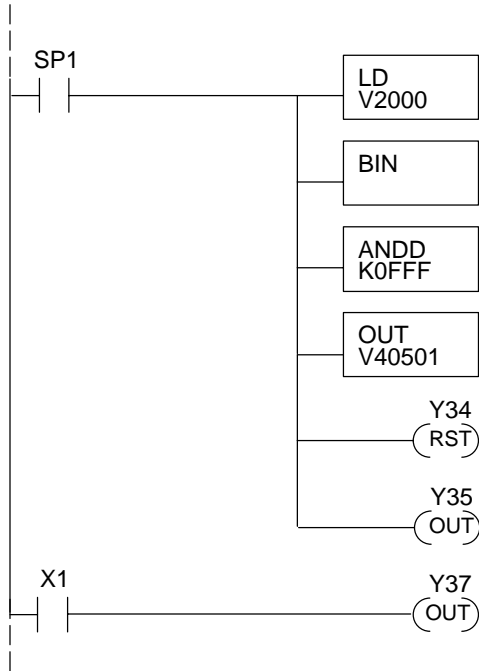 SP1
LD
V2000
BIN
ANDD
K0FFF
OUT
V40501
Y34
RST
Y35
OUT
X1
Y37
OUT